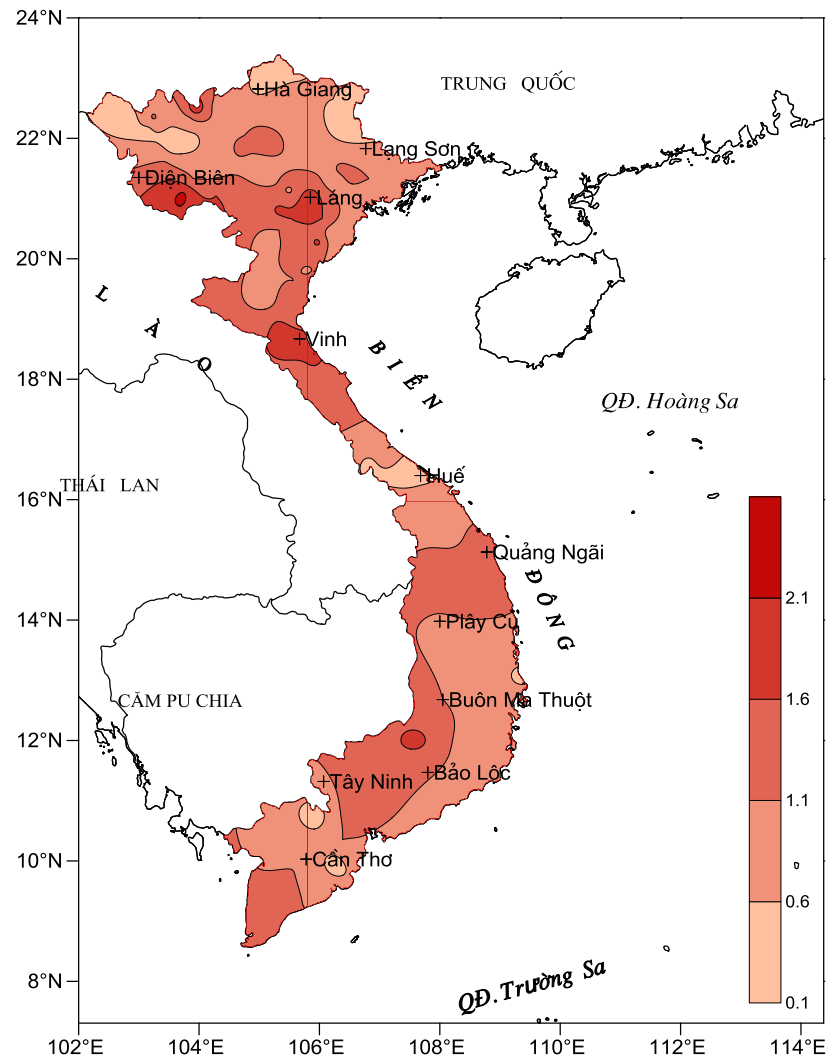 24°N
TRUNG QUỐC
Hà Giang
22°N
Lạng Sơn
Điện Biên
Láng
20°N
L À O
Vinh
BIỂN
18°N
QĐ. Hoàng Sa
THÁI LAN
Huế
16°N
Quảng Ngãi
ĐÔNG
2.1
14°N
Plây Cu
CĂM PU CHIA
Buôn Ma Thuột
1.6
12°N
Bảo Lộc
Tây Ninh
1.1
10°N
Cần Thơ
0.6
8°N
QĐ. Trường Sa
0.1
102°E 104°E 106°E 108°E 110°E 112°E 114°E